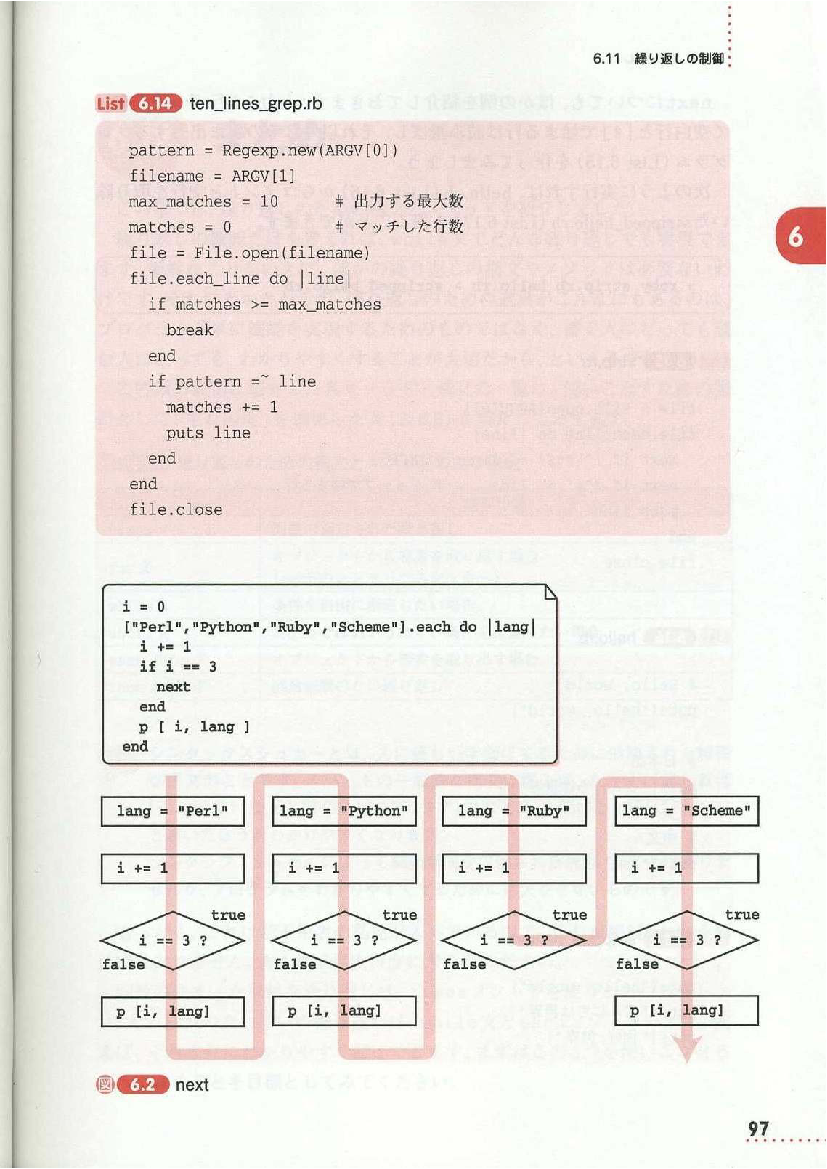 6.11 繰り返しの制御
List 6.14 ten_lines_grep.rb
pattern = Regexp.new(ARGV[0])
filename = ARGV[1]
max_matches = 10 # 出力する最大数
matches = 0 # マッチした行数
file = File.open(filename)
file.each_line do |line|
if matches >= max_matches
break
end
if pattern =~ line
matches += 1
puts line
end
end
file.close
6
i = 0
["Perl","Python","Ruby","Scheme"].each do |lang|
i += 1
if i == 3
next
end
p [ i, lang ]
end
lang = "Perl" lang = "Python" lang = "Ruby" lang = "Scheme"
i += 1 i += 1 i += 1 i += 1
true true true true
i == 3 ? i == 3 ? i == 3 ? i == 3 ?
false false false false
p [i, lang] p [i, lang] p [i, lang]
図 6.2 next
97